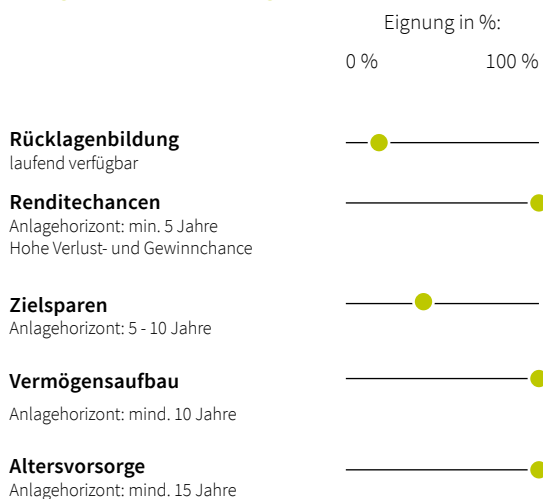 Eignung in %:
0 % 100 %
Rücklagenbildung
laufend verfügbar
Renditechancen
Anlagehorizont: min. 5 Jahre
Hohe Verlust- und Gewinnchance
Zielsparen
Anlagehorizont: 5 - 10 Jahre
Vermögensaufbau
Anlagehorizont: mind. 10 Jahre
Altersvorsorge
Anlagehorizont: mind. 15 Jahre